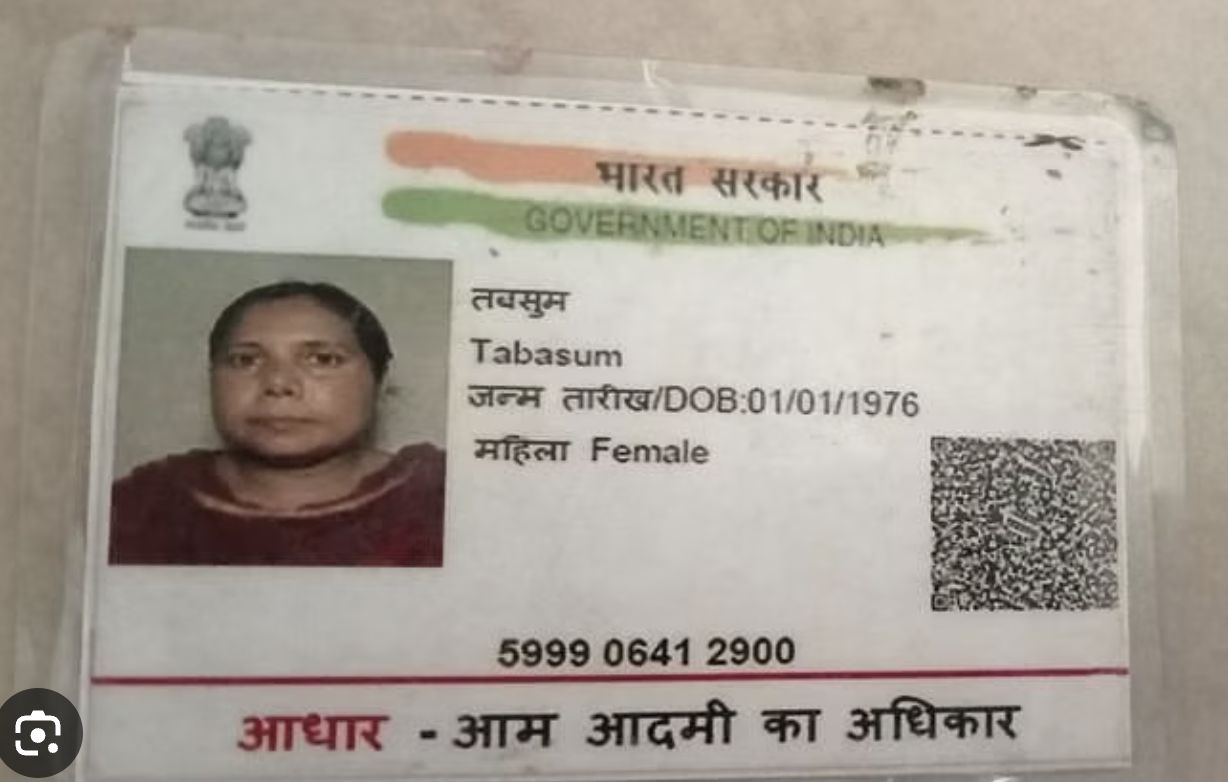 भारत सरकार
GOVERNMENT OF INDIA
तबसुम
Tabasum
जन्म तारीख/DOB:01/01/1976
महिला Female
5999 0641 2900
आधार - आम आदमी का अधिकार